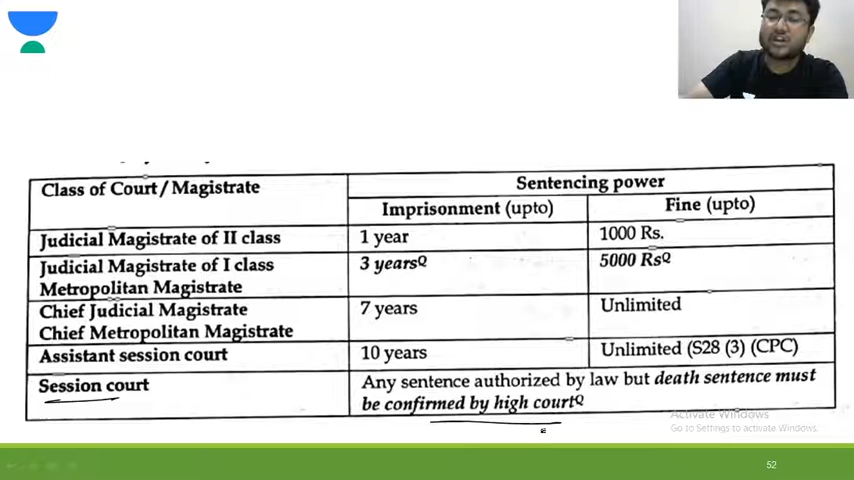 Class of Court/Magistrate
Sentencing power
Imprisonment (upto)
Fine (upto)
Judicial Magistrate of II class
1 year
1000 Rs.
Judicial Magistrate of I class
Metropolitan Magistrate
3 yearsQ
5000 RsQ
Chief Judicial Magistrate
Chief Metropolitan Magistrate
7 years
Unlimited
Assistant session court
10 years
Unlimited (S28 (3) (CPC)
Session court
Any sentence authorized by law but death sentence must
be confirmed by high courtQ
Activate Windows
Go to Settings to activate Windows.
52